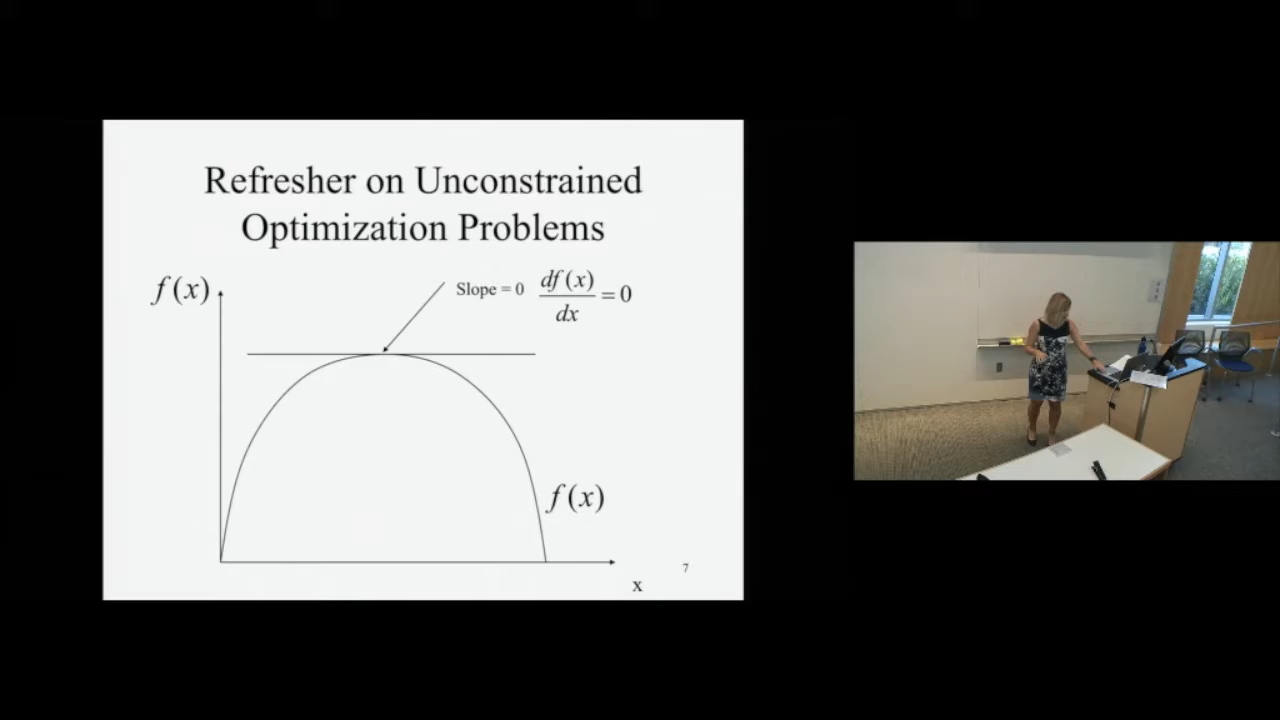 Refresher on Unconstrained
Optimization Problems
f(x)
Slope = 0 df(x)/dx = 0
f(x)
7
x